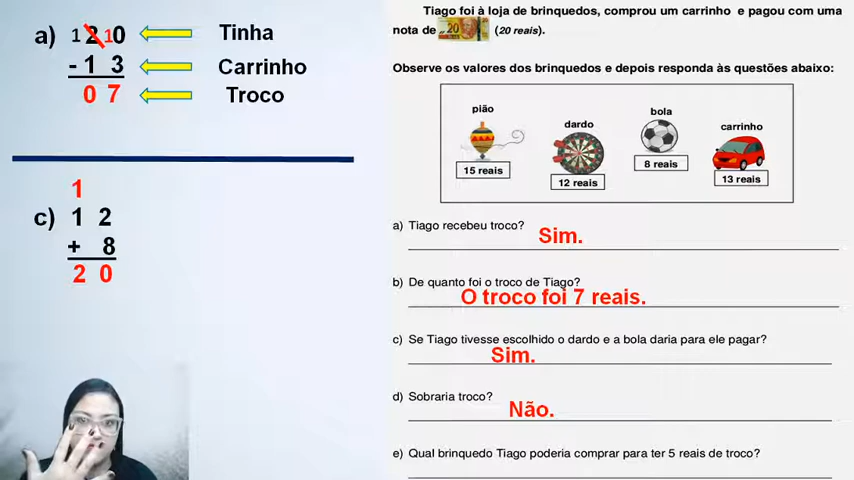 a) 1 2 10 Tinha
- 1 3 Carrinho
0 7 Troco
1
c) 1 2
+ 8
2 0
Tiago foi à loja de brinquedos, comprou um carrinho e pagou com uma
nota de 20 (20 reais).
Observe os valores dos brinquedos e depois responda às questões abaixo:
pião
15 reais
dardo
12 reais
bola
8 reais
carrinho
13 reais
a) Tiago recebeu troco?
Sim.
b) De quanto foi o troco de Tiago?
O troco foi 7 reais.
c) Se Tiago tivesse escolhido o dardo e a bola daria para ele pagar?
Sim.
d) Sobraria troco?
Não.
e) Qual brinquedo Tiago poderia comprar para ter 5 reais de troco?